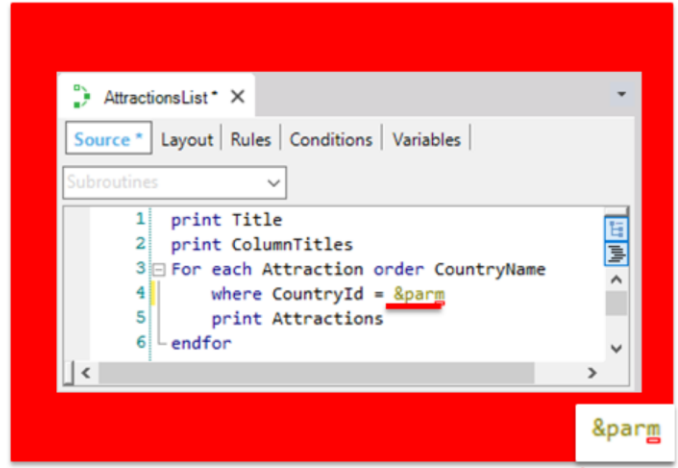 AttractionsList*
Source * Layout Rules Conditions Variables
Subroutines
1 print Title
2 print ColumnTitles
3 For each Attraction order CountryName
4 where CountryId = &parm
5 print Attractions
6 endfor
&parm